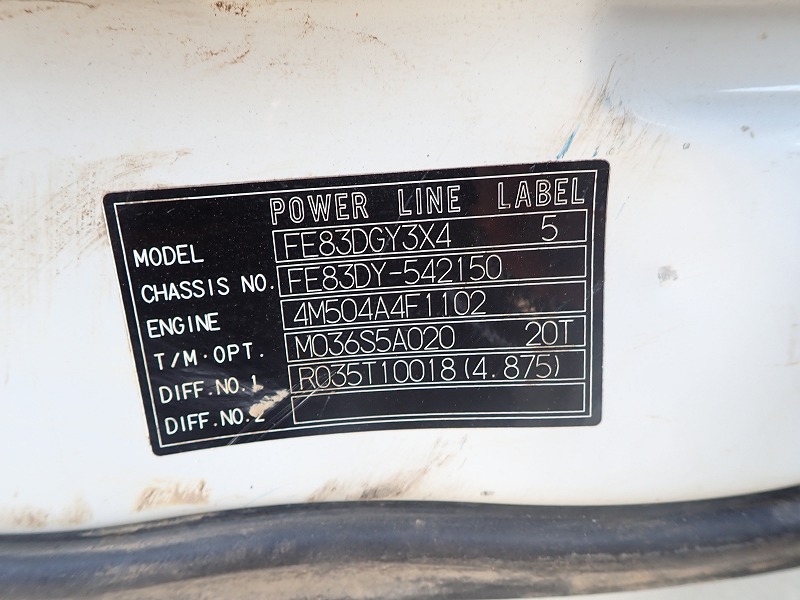 POWER LINE LABEL
MODEL FE83DGY3X4 5
CHASSIS NO. FE83DY-542150
ENGINE 4M504A4F1102
T/M·OPT. M036S5A020 20T
DIFF.NO.1 R035T10018(4.875)
DIFF.NO.2